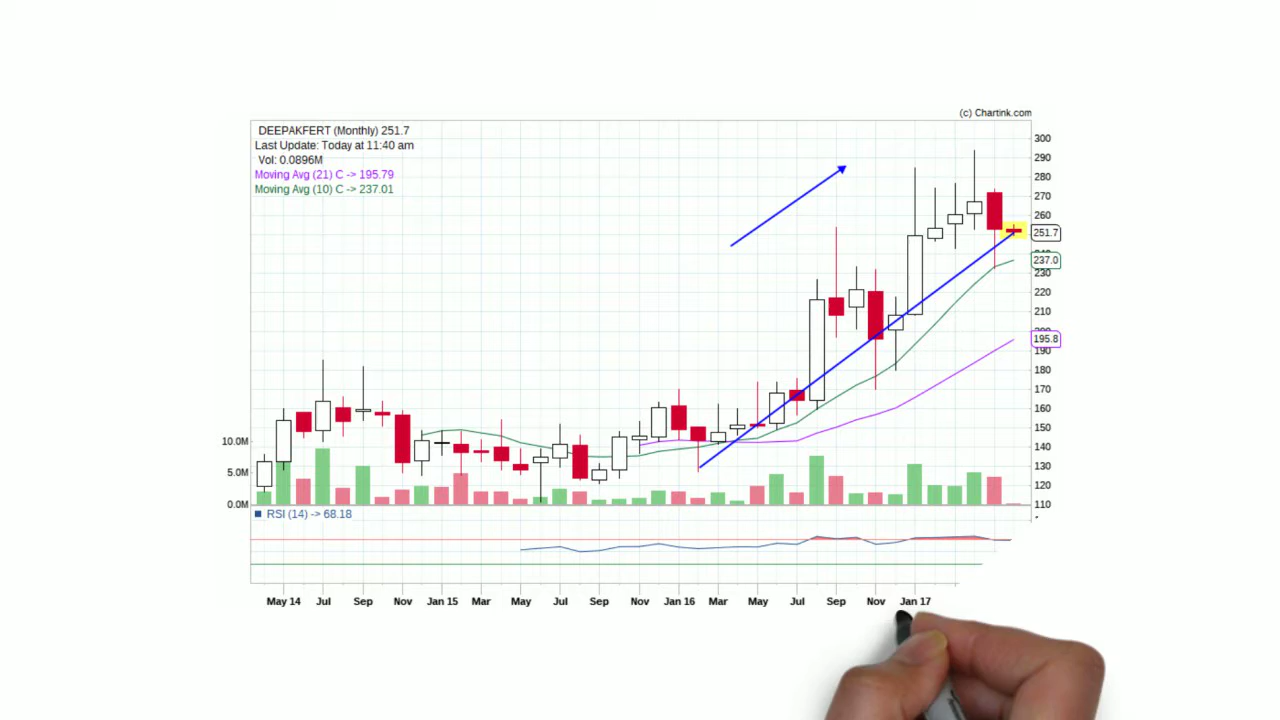 (c) Chartink.com
DEEPAKFERT (Monthly) 251.7
Last Update: Today at 11:40 am
Vol: 0.0896M
Moving Avg (21) C -> 195.79
Moving Avg (10) C -> 237.01
300
290
280
270
260
251.7
240
237.0
230
220
210
200
195.8
190
180
170
160
150
140
130
120
110
10.0M
5.0M
0.0M
RSI (14) -> 68.18
May 14 Jul Sep Nov Jan 15 Mar May Jul Sep Nov Jan 16 Mar May Jul Sep Nov Jan 17